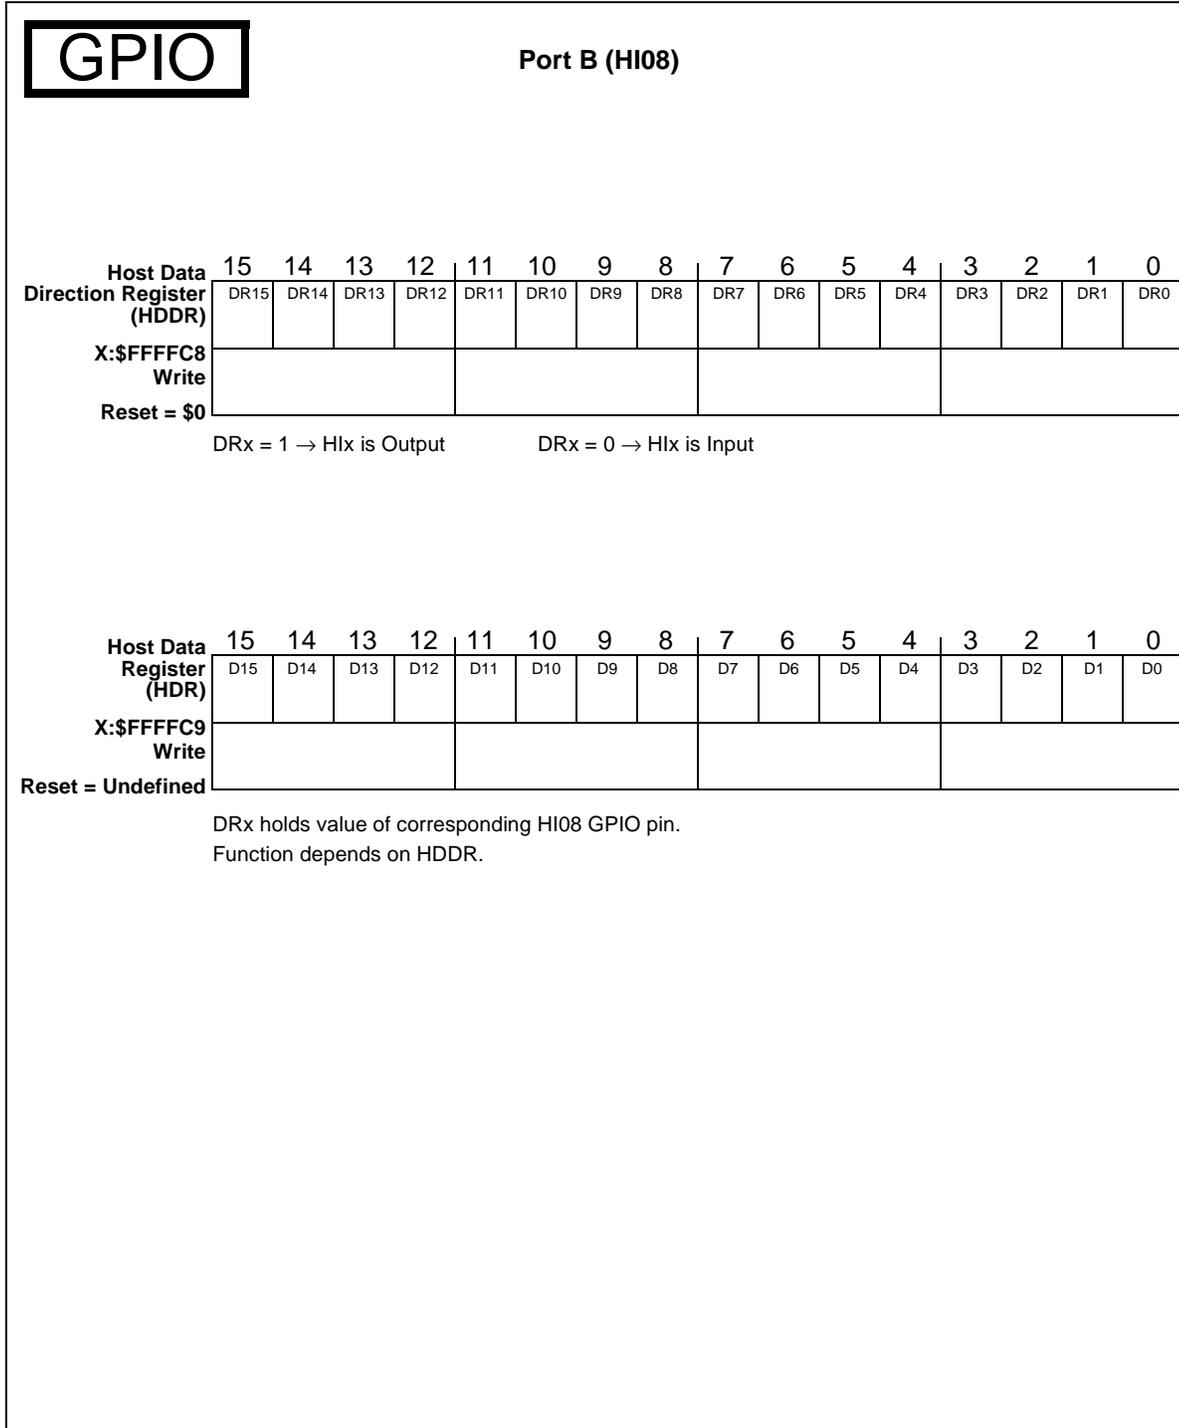 GPIO
Port B (HI08)
Host Data 15 14 13 12 11 10 9 8 7 6 5 4 3 2 1 0
Direction Register DR15 DR14 DR13 DR12 DR11 DR10 DR9 DR8 DR7 DR6 DR5 DR4 DR3 DR2 DR1 DR0
(HDDR)
X:$FFFFC8
Write
Reset = $0
DRx = 1 → HIx is Output DRx = 0 → HIx is Input
Host Data 15 14 13 12 11 10 9 8 7 6 5 4 3 2 1 0
Register D15 D14 D13 D12 D11 D10 D9 D8 D7 D6 D5 D4 D3 D2 D1 D0
(HDR)
X:$FFFFC9
Write
Reset = Undefined
DRx holds value of corresponding HI08 GPIO pin.
Function depends on HDDR.